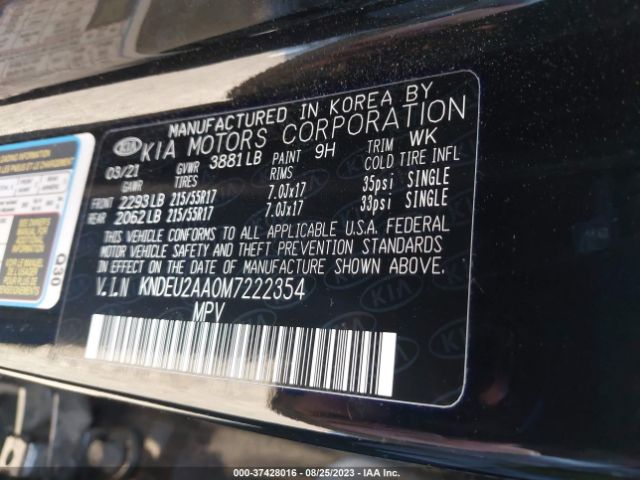 MANUFACTURED IN KOREA BY
KIA KIA MOTORS CORPORATION
03/21 GVWR 3881LB PAINT 9H TRIM WK
TIRES RIMS COLD TIRE INFL
FRONT 2293LB 215/55R17 7.0Jx17 35psi SINGLE
REAR 2062LB 215/55R17 7.0Jx17 33psi SINGLE
THIS VEHICLE CONFORMS TO ALL APPLICABLE U.S.A. FEDERAL
MOTOR VEHICLE SAFETY AND THEFT PREVENTION STANDARDS
IN EFFECT ON THE DATE OF MANUFACTURE SHOWN ABOVE.
V.I.N KNDEU2AA0M7222354
MPV
Q30
000-37428016 - 08/25/2023 - IAA Inc.